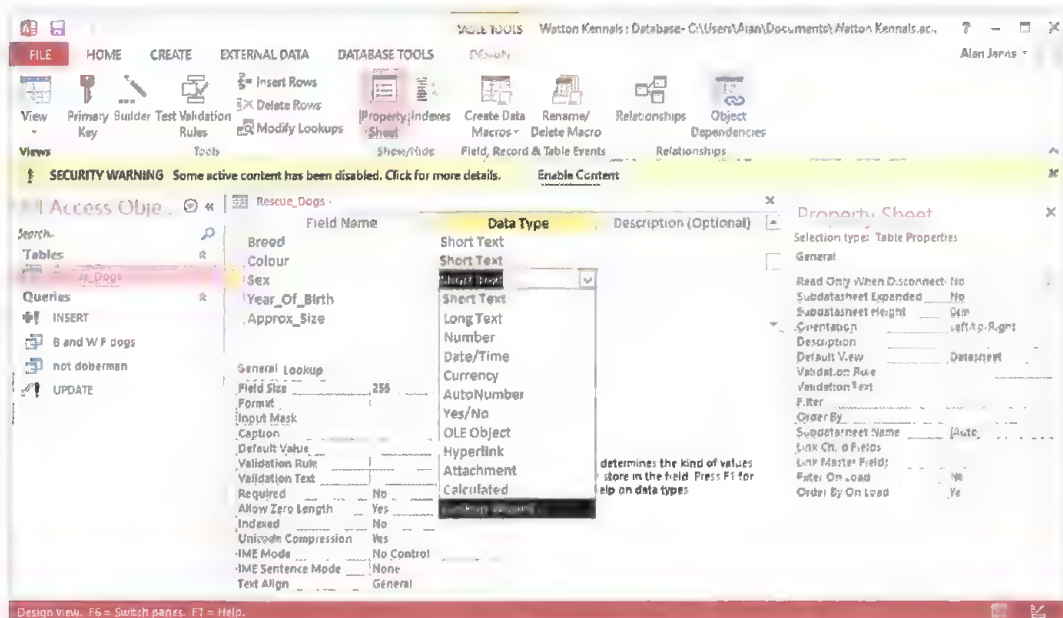 TABLE TOOLS Watton Kennals : Database- C:\Users\Alan\Documents\Watton Kennals.ac.. ?
FILE HOME CREATE EXTERNAL DATA DATABASE TOOLS
View
Primary Key
Builder
Test Validation Rules
Insert Rows
Delete Rows
Modify Lookups
Property Sheet
Indexes
Create Data Macros
Rename/ Delete Macro
Relationships
Object Dependencies
Views Tools Show/Hide Field, Record & Table Events Relationships
SECURITY WARNING Some active content has been disabled. Click for more details. Enable Content
Access Obje.. «
Search..
Tables
Queries
INSERT
B and W F dogs
not doberman
UPDATE
Rescue_Dogs
Field Name Data Type Description (Optional)
Breed Short Text
Colour Short Text
Sex Short Text
Year_Of_Birth
Approx_Size
Short Text
Long Text
Number
Date/Time
Currency
AutoNumber
Yes/No
OLE Object
Hyperlink
Attachment
Calculated
General Lookup
Field Size 255
Format
Input Mask
Caption
Default Value
Validation Rule
Validation Text
Required No
Allow Zero Length Yes
Indexed No
Unicode Compression Yes
IME Mode No Control
IME Sentence Mode None
Text Align General
determines the kind of values
store in the field. Press F1 for
elp on data types
Property Sheet
Selection type: Table Properties
General
Read Only When Disconnect No
Subdatasheet Expanded No
Subdatasheet Height 0cm
Orientation Left-to-Right
Description
Default View Datasheet
Validation Rule
Validation Text
Filter
Order By
Subdatasheet Name [Auto]
Link Child Fields
Link Master Fields
Filter On Load No
Order By On Load Ye
Design view. F6 = Switch panes. F1 = Help.